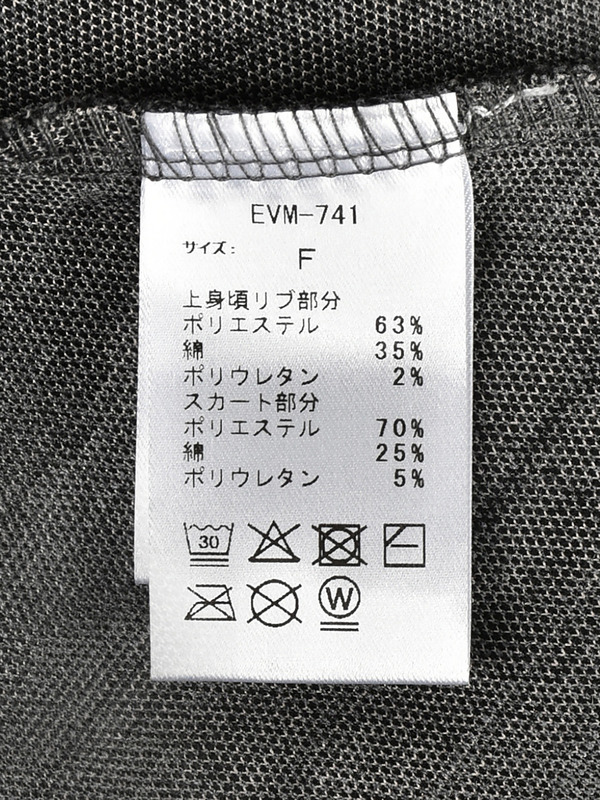 EVM-741
サイズ: F
上身頃リブ部分
ポリエステル 63%
綿 35%
ポリウレタン 2%
スカート部分
ポリエステル 70%
綿 25%
ポリウレタン 5%
30
W